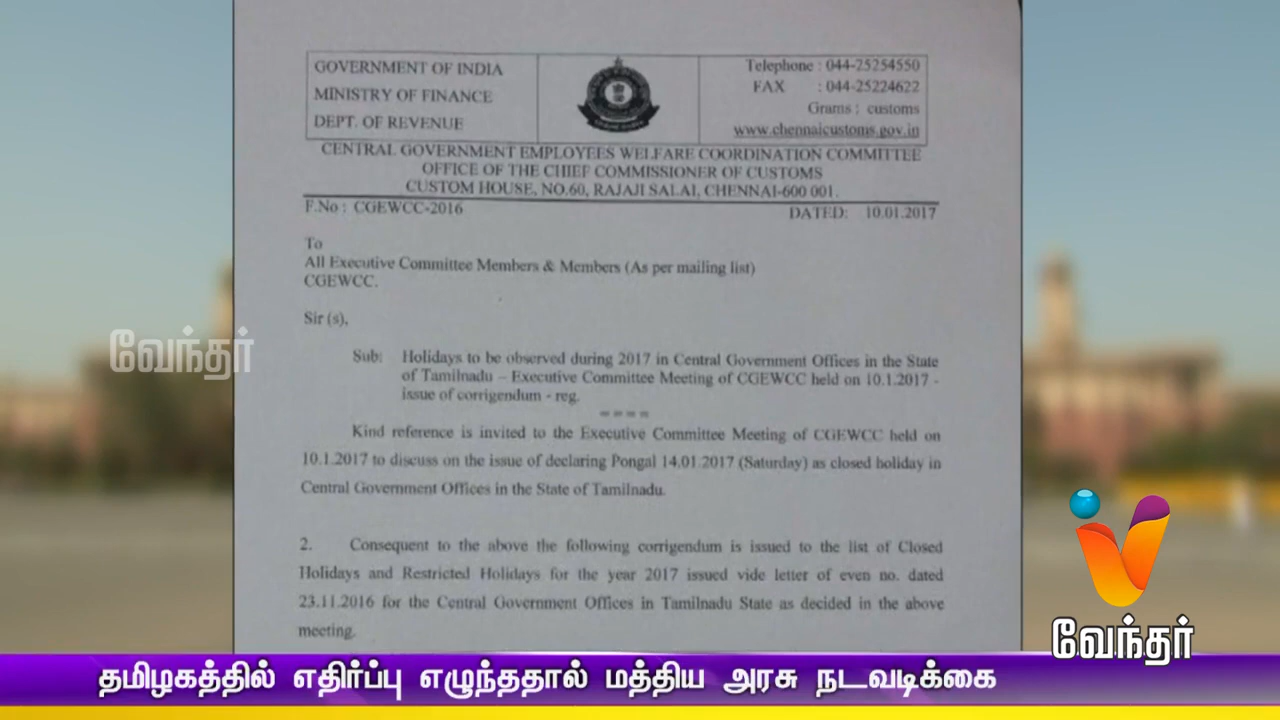 GOVERNMENT OF INDIA
MINISTRY OF FINANCE
DEPT. OF REVENUE
Telephone : 044-25254550
FAX : 044-25224622
Grams : customs
www.chennaicustoms.gov.in
CENTRAL GOVERNMENT EMPLOYEES WELFARE COORDINATION COMMITTEE
OFFICE OF THE CHIEF COMMISSIONER OF CUSTOMS
CUSTOM HOUSE, NO.60, RAJAJI SALAI, CHENNAI-600 001.
F.No : CGEWCC-2016 DATED: 10.01.2017
To
All Executive Committee Members & Members (As per mailing list)
CGEWCC.
Sir (s),
Sub: Holidays to be observed during 2017 in Central Government Offices in the State
of Tamilnadu – Executive Committee Meeting of CGEWCC held on 10.1.2017 -
issue of corrigendum - reg.
====
Kind reference is invited to the Executive Committee Meeting of CGEWCC held on
10.1.2017 to discuss on the issue of declaring Pongal 14.01.2017 (Saturday) as closed holiday in
Central Government Offices in the State of Tamilnadu.
2. Consequent to the above the following corrigendum is issued to the list of Closed
Holidays and Restricted Holidays for the year 2017 issued vide letter of even no. dated
23.11.2016 for the Central Government Offices in Tamilnadu State as decided in the above
meeting.
வேந்தர்
வேந்தர்
தமிழகத்தில் எதிர்ப்பு எழுந்ததால் மத்திய அரசு நடவடிக்கை